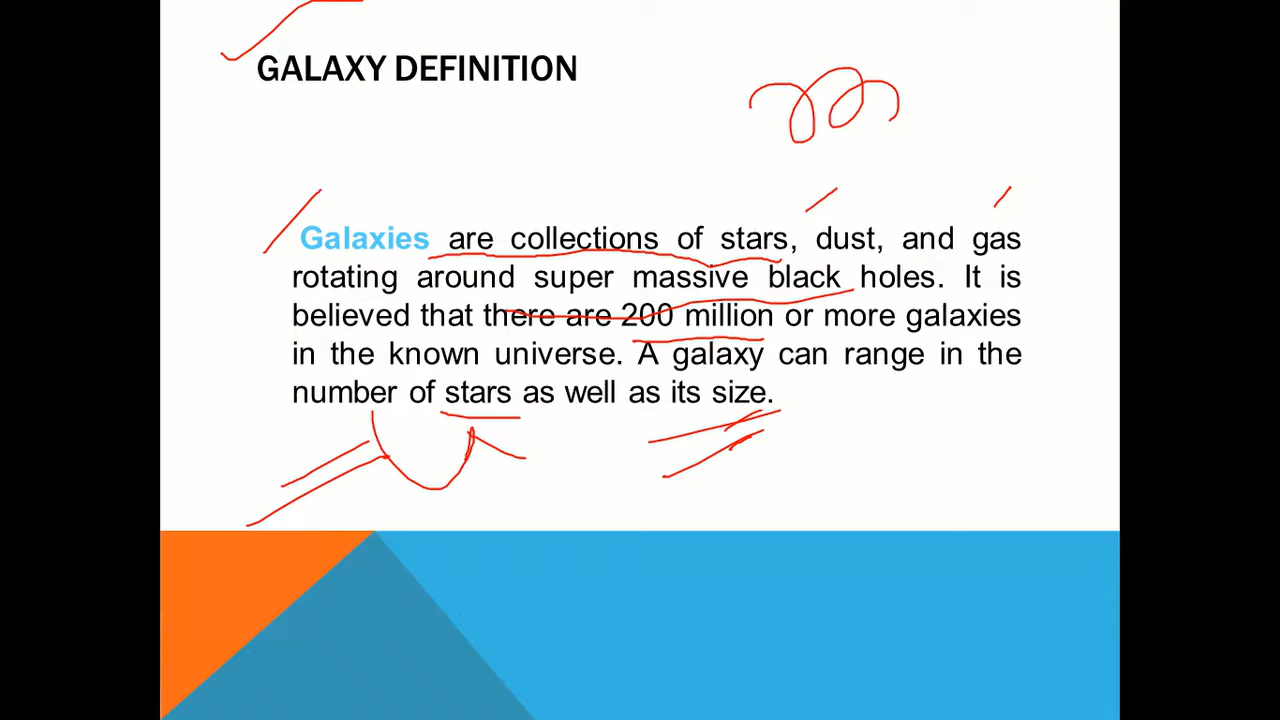 GALAXY DEFINITION
Galaxies are collections of stars, dust, and gas
rotating around super massive black holes. It is
believed that there are 200 million or more galaxies
in the known universe. A galaxy can range in the
number of stars as well as its size.